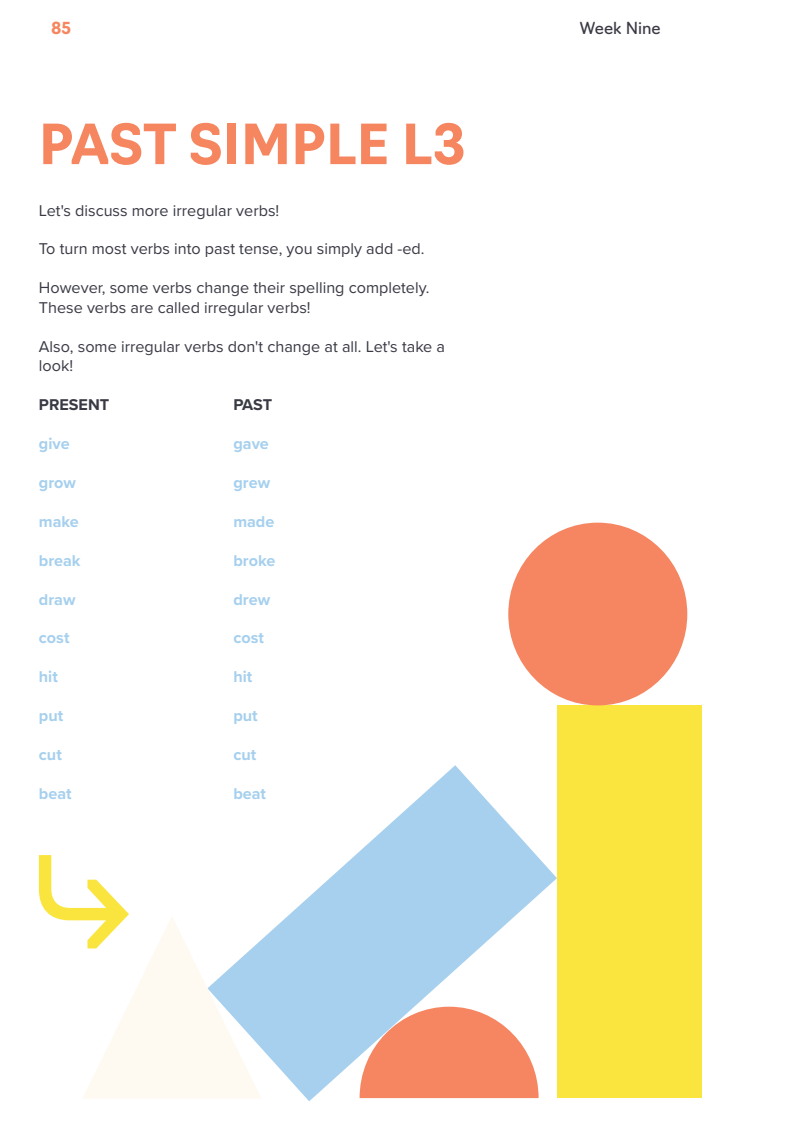 85 Week Nine
PAST SIMPLE L3
Let's discuss more irregular verbs!
To turn most verbs into past tense, you simply add -ed.
However, some verbs change their spelling completely.
These verbs are called irregular verbs!
Also, some irregular verbs don't change at all. Let's take a
look!
PRESENT PAST
give gave
grow grew
make made
break broke
draw drew
cost cost
hit hit
put put
cut cut
beat beat